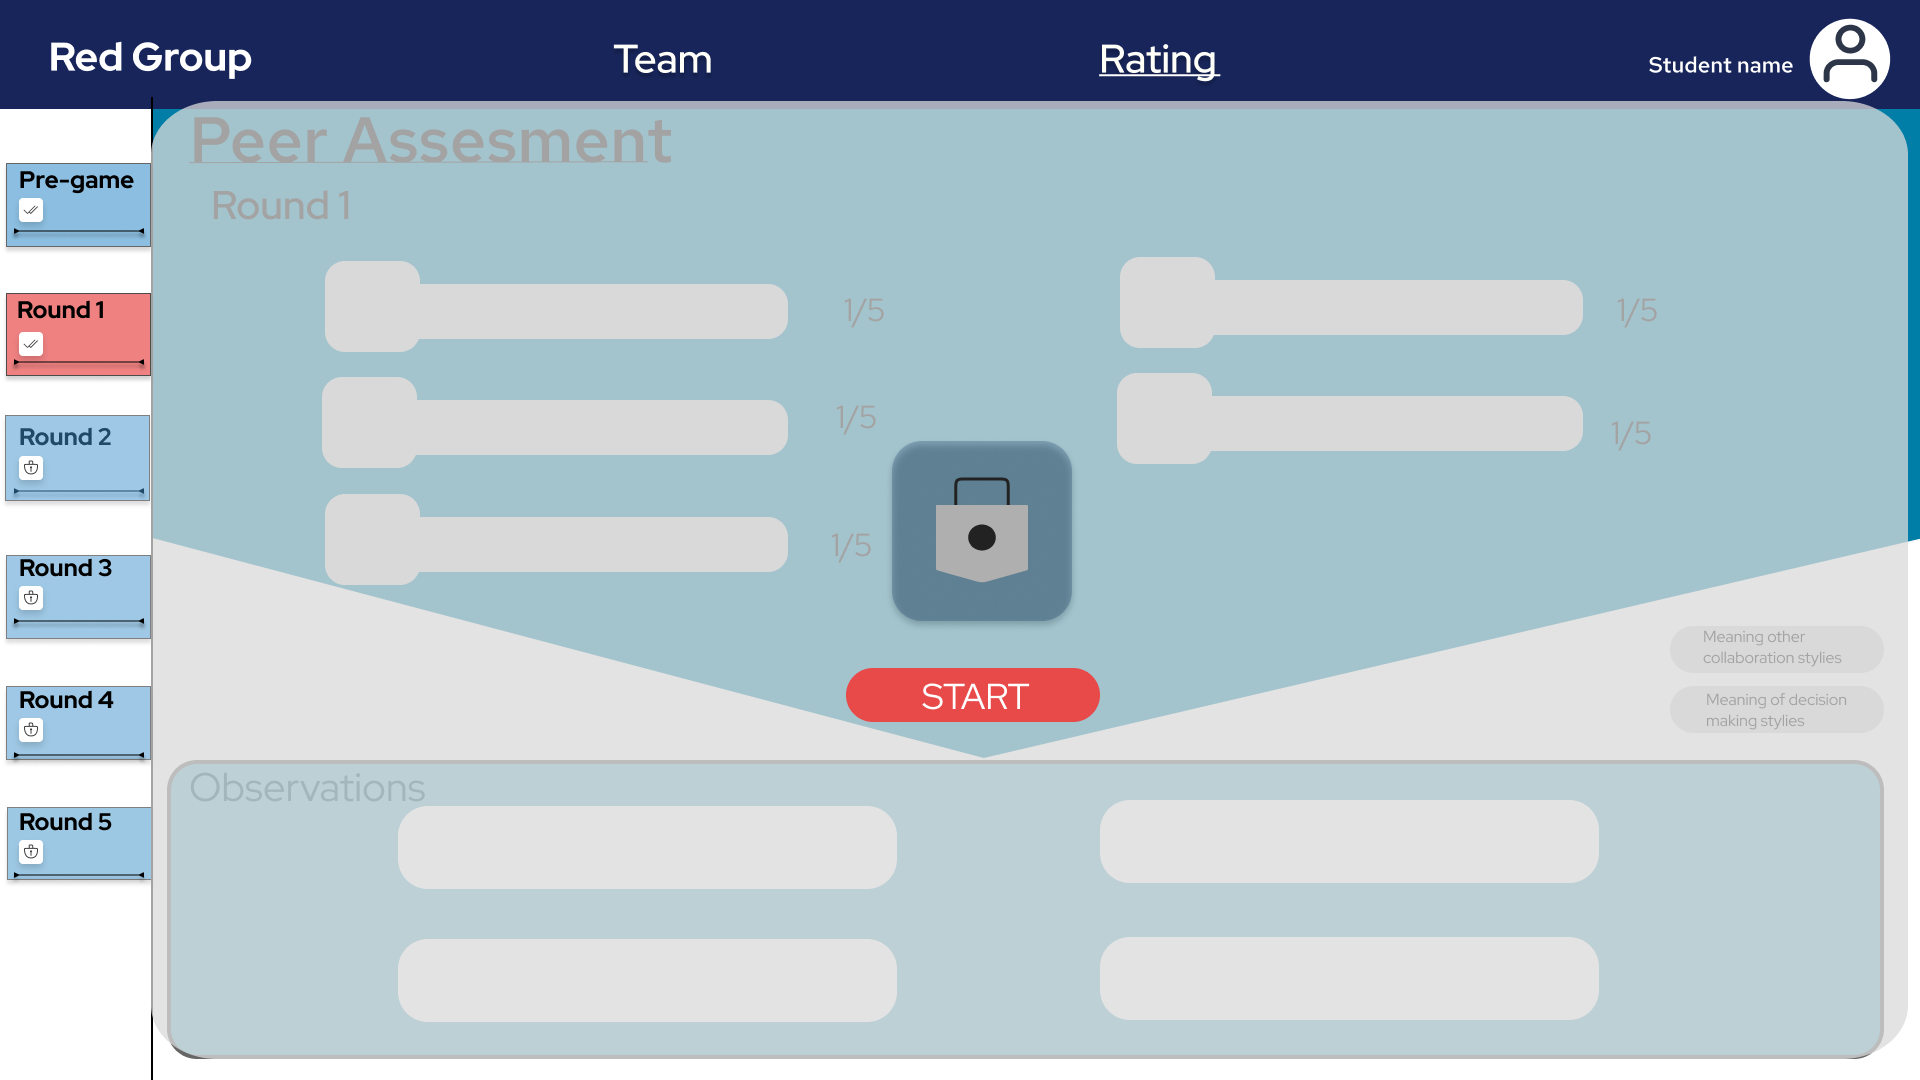 Red Group
Team
Rating
Student name
Peer Assesment
Round 1
Pre-game
Round 1
Round 2
Round 3
Round 4
Round 5
1/5
1/5
1/5
1/5
1/5
START
Meaning other
collaboration stylies
Meaning of decision
making stylies
Observations